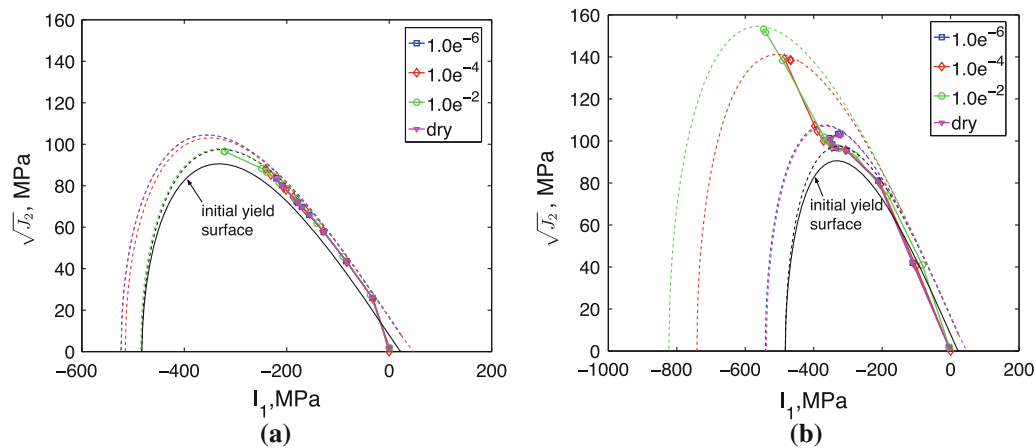 160
140
120
100
80
60
40
20
0
√J₂, MPa
−600
−400
−200
0
200
I₁,MPa
1.0e⁻⁶
1.0e⁻⁴
1.0e⁻²
dry
initial yield
surface
(a)
160
140
120
100
80
60
40
20
0
√J₂, MPa
−1000
−800
−600
−400
−200
0
200
I₁,MPa
1.0e⁻⁶
1.0e⁻⁴
1.0e⁻²
dry
initial yield
surface
(b)